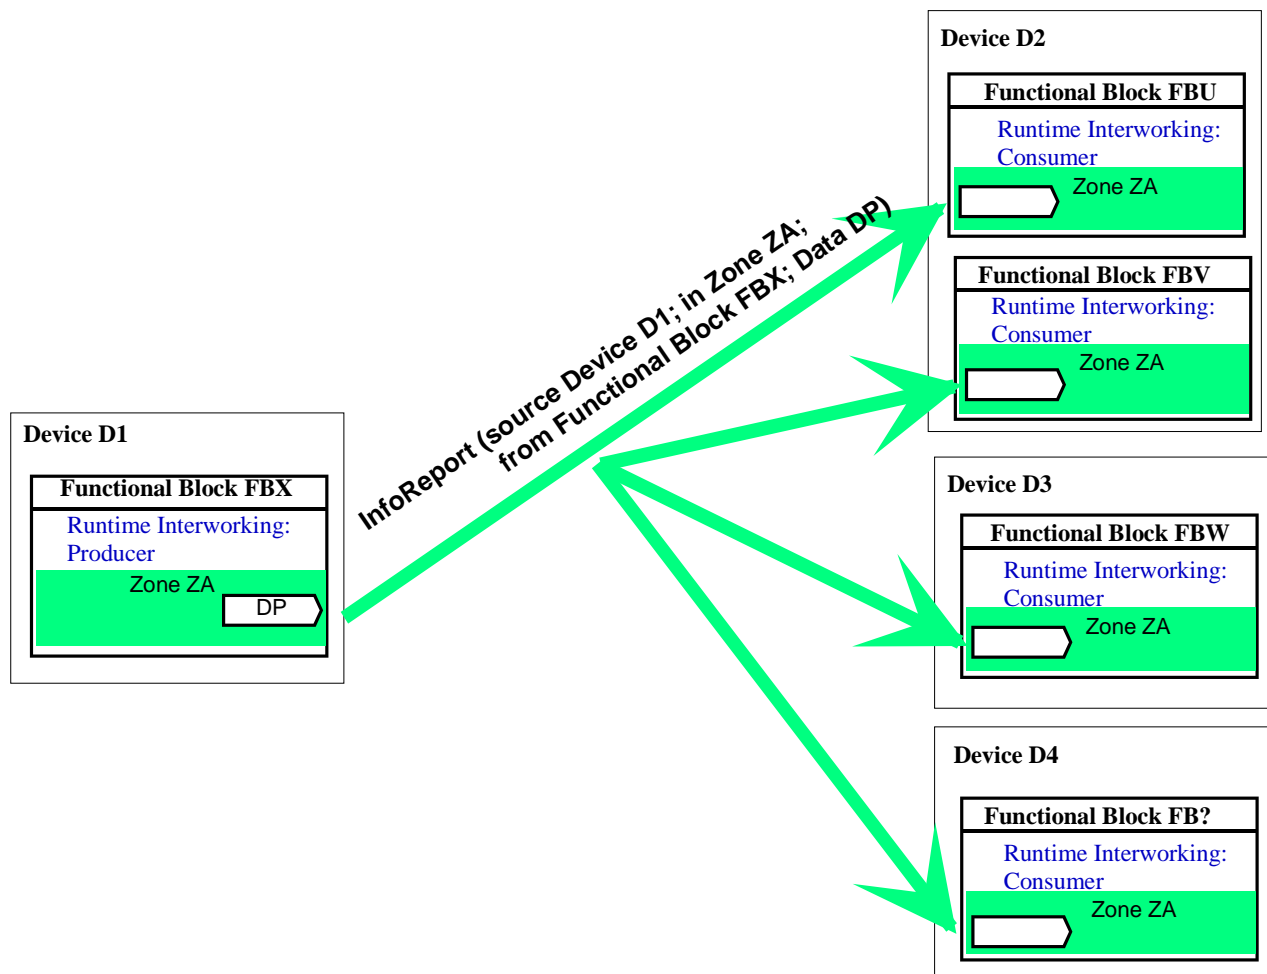 Device D2
Functional Block FBU
Runtime Interworking:
Consumer
Zone ZA
Functional Block FBV
Runtime Interworking:
Consumer
Zone ZA
InfoReport (source Device D1; in Zone ZA;
from Functional Block FBX; Data DP)
Device D1
Functional Block FBX
Runtime Interworking:
Producer
Zone ZA
DP
Device D3
Functional Block FBW
Runtime Interworking:
Consumer
Zone ZA
Device D4
Functional Block FB?
Runtime Interworking:
Consumer
Zone ZA